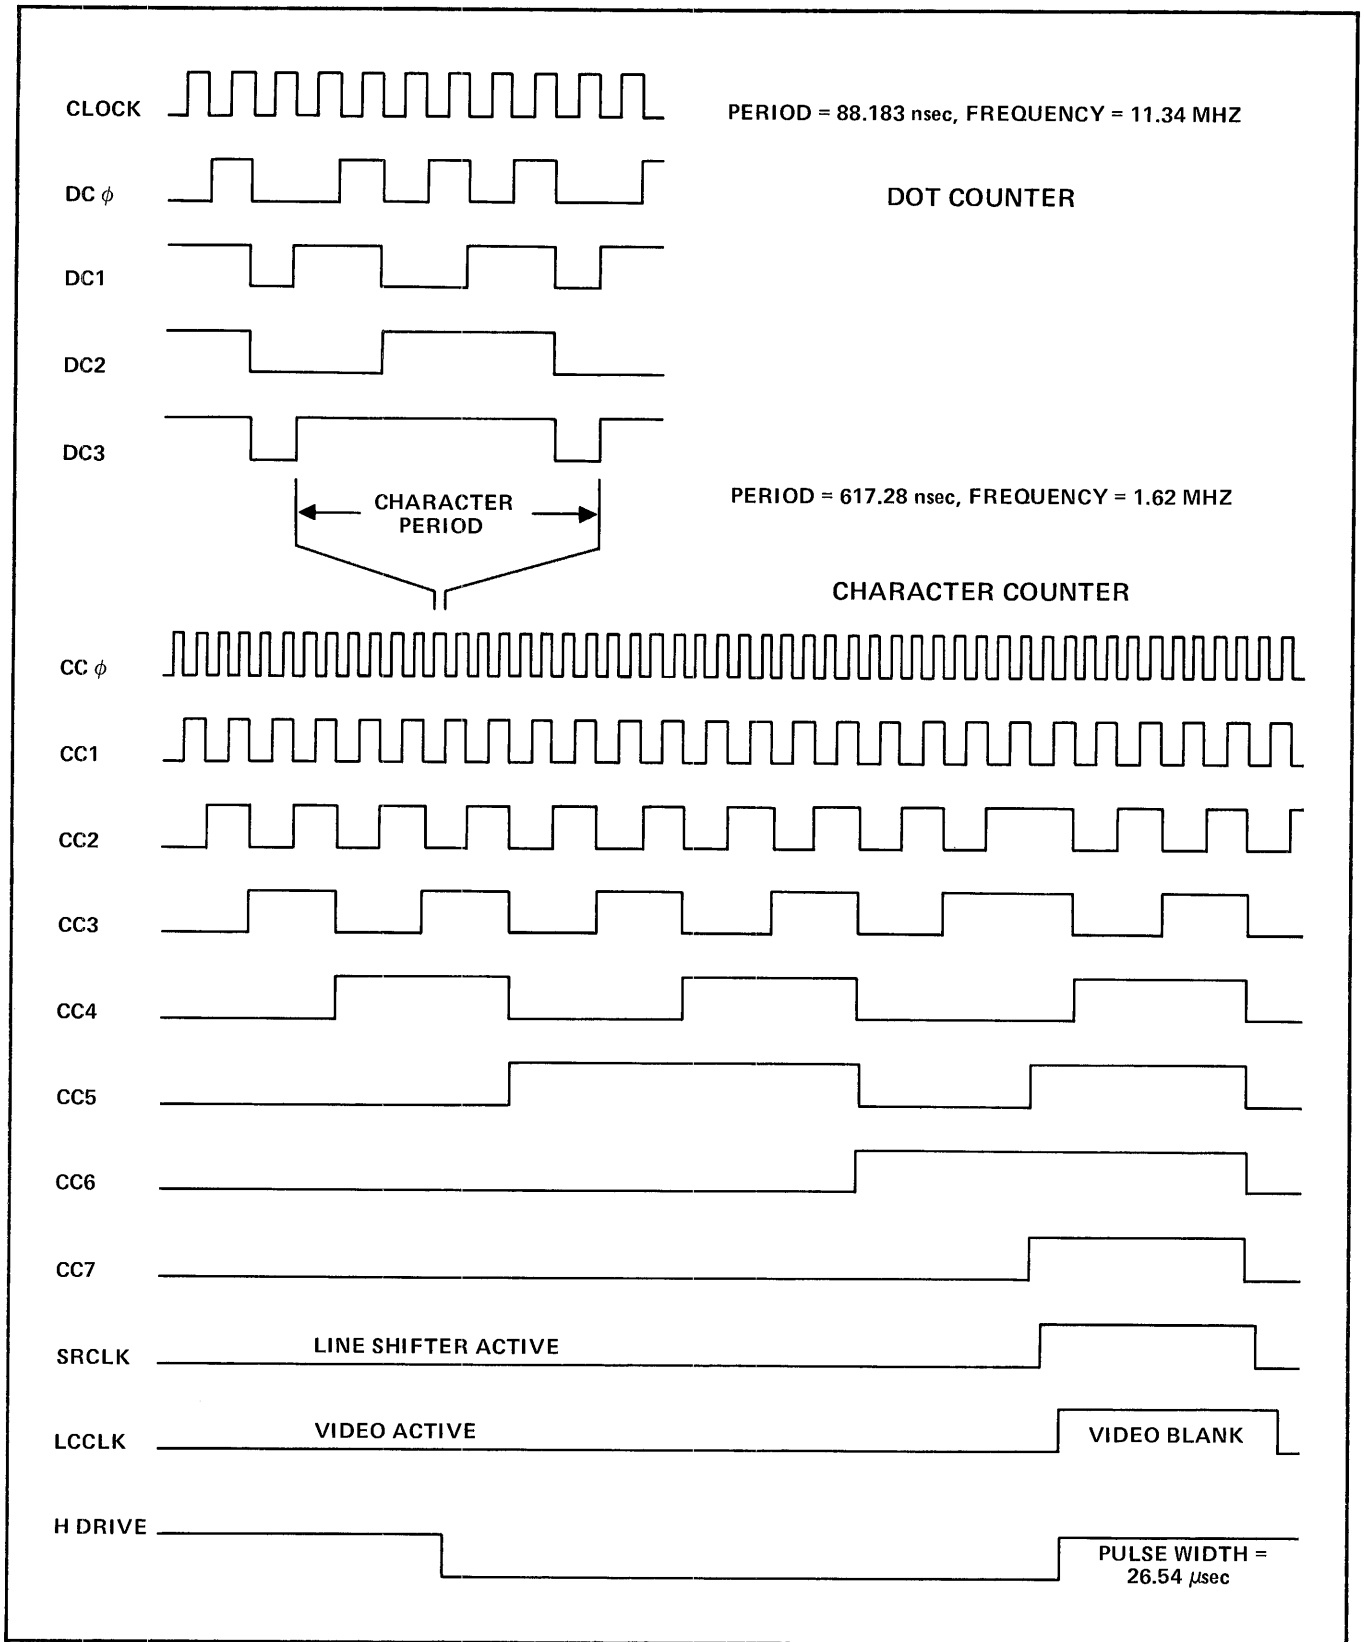 CLOCK
PERIOD = 88.183 nsec, FREQUENCY = 11.34 MHZ
DC ϕ
DOT COUNTER
DC1
DC2
DC3
CHARACTER
PERIOD
PERIOD = 617.28 nsec, FREQUENCY = 1.62 MHZ
CHARACTER COUNTER
CC ϕ
CC1
CC2
CC3
CC4
CC5
CC6
CC7
SRCLK
LINE SHIFTER ACTIVE
LCCLK
VIDEO ACTIVE
VIDEO BLANK
H DRIVE
PULSE WIDTH =
26.54 μsec